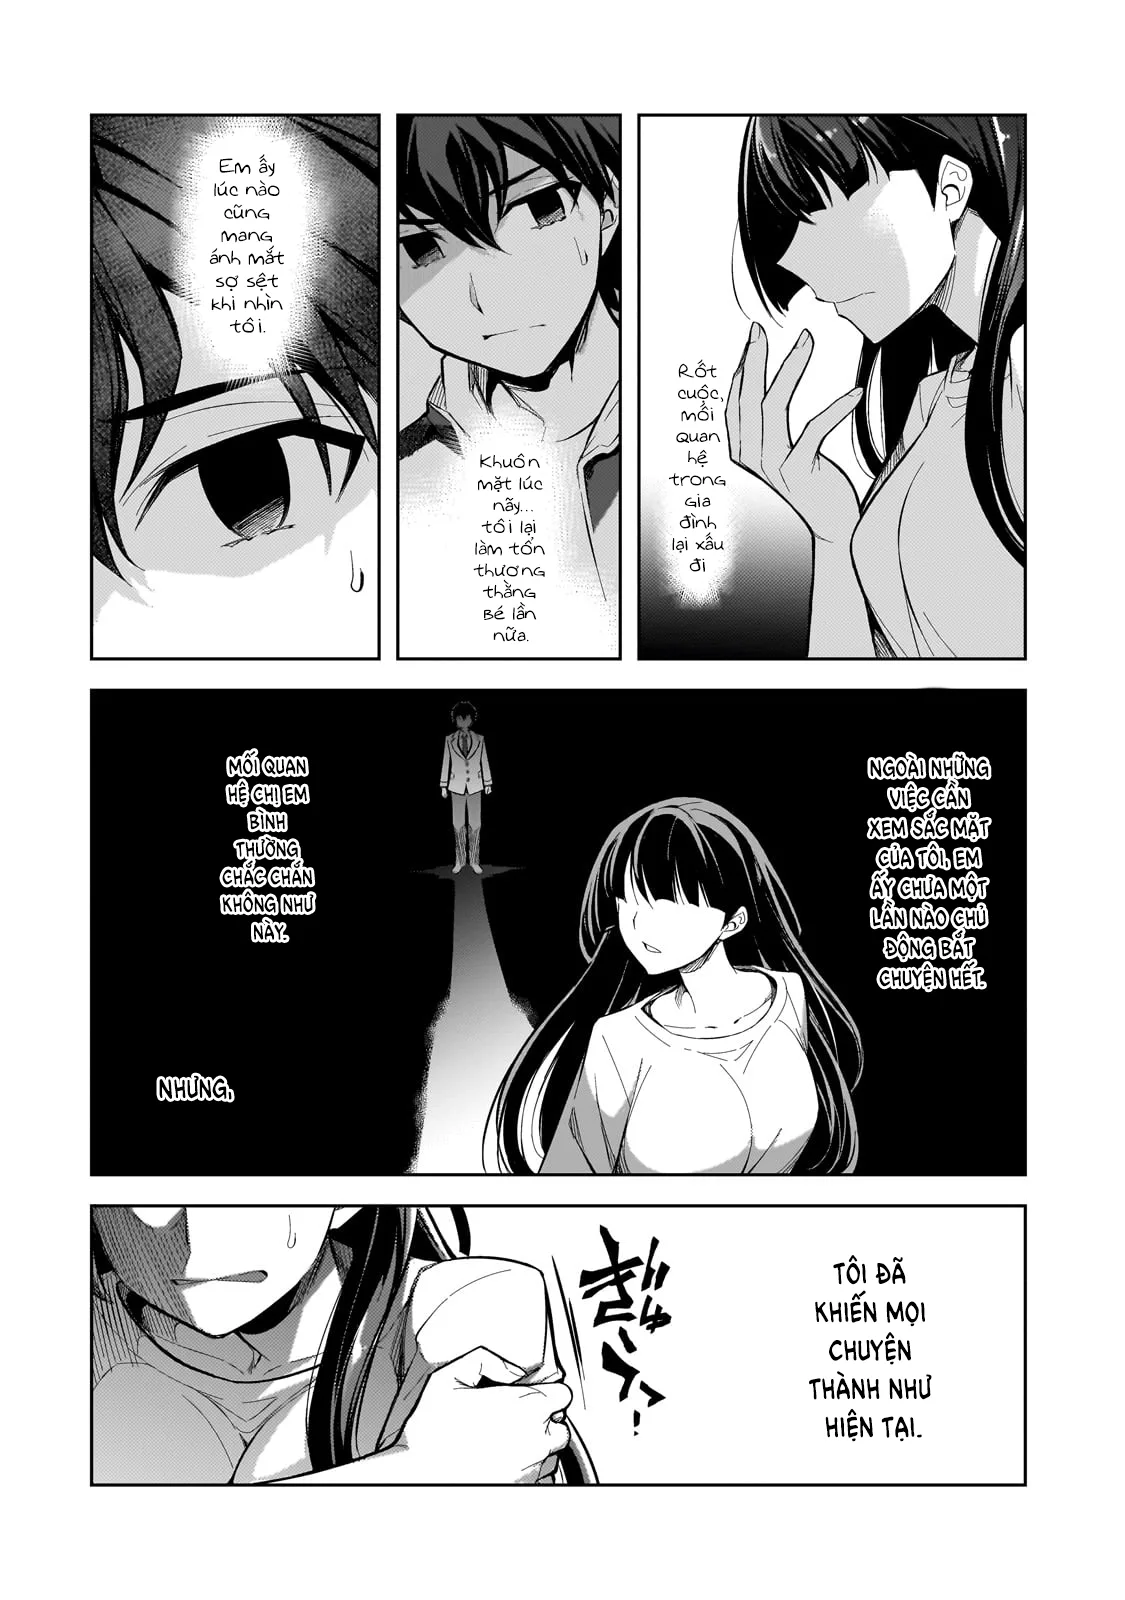 Rốt
cuộc,
mối
quan
hệ
trong
gia
đình
lại xấu
đi
Khuôn
mặt lúc
nãy...
tôi lại
làm tổn
thương
thằng
Bé lần
nữa.
Em ấy
lúc nào
cũng
mang
ánh mắt
sợ sệt
khi nhìn
tôi.
NGOÀI NHỮNG
VIỆC CẦN
XEM SẮC MẶT
CỦA TÔI, EM
ẤY CHƯA MỘT
LẦN NÀO CHỦ
ĐỘNG BẮT
CHUYỆN HẾT.
MỐI QUAN
HỆ CHỊ EM
BÌNH
THƯỜNG
CHẮC CHẮN
KHÔNG NHƯ
NÀY.
NHƯNG,
TÔI ĐÃ
KHIẾN MỌI
CHUYỆN
THÀNH NHƯ
HIỆN TẠI.
ぎゅ
ぎゅーっ